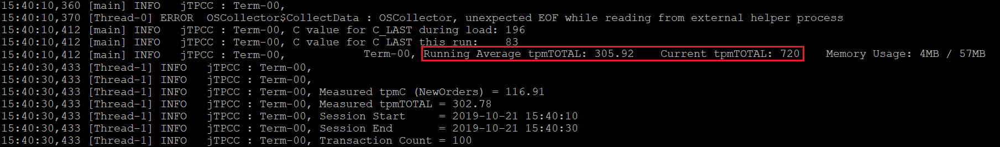 15:40:10,360 [main] INFO   jTPCC : Term-00,
15:40:10,370 [Thread-0] ERROR  OSCollector$CollectData : OSCollector, unexpected EOF while reading from external helper process
15:40:10,412 [main] INFO   jTPCC : Term-00, C value for C_LAST during load: 196
15:40:10,412 [main] INFO   jTPCC : Term-00, C value for C_LAST this run:    83
15:40:10,412 [main] INFO   jTPCC : Term-00,            Term-00, Running Average tpmTOTAL: 305.92    Current tpmTOTAL: 720    Memory Usage: 4MB / 57MB
15:40:30,433 [Thread-1] INFO   jTPCC : Term-00,
15:40:30,433 [Thread-1] INFO   jTPCC : Term-00,
15:40:30,433 [Thread-1] INFO   jTPCC : Term-00, Measured tpmC (NewOrders) = 116.91
15:40:30,433 [Thread-1] INFO   jTPCC : Term-00, Measured tpmTOTAL = 302.78
15:40:30,433 [Thread-1] INFO   jTPCC : Term-00, Session Start     = 2019-10-21 15:40:10
15:40:30,433 [Thread-1] INFO   jTPCC : Term-00, Session End       = 2019-10-21 15:40:30
15:40:30,433 [Thread-1] INFO   jTPCC : Term-00, Transaction Count = 100